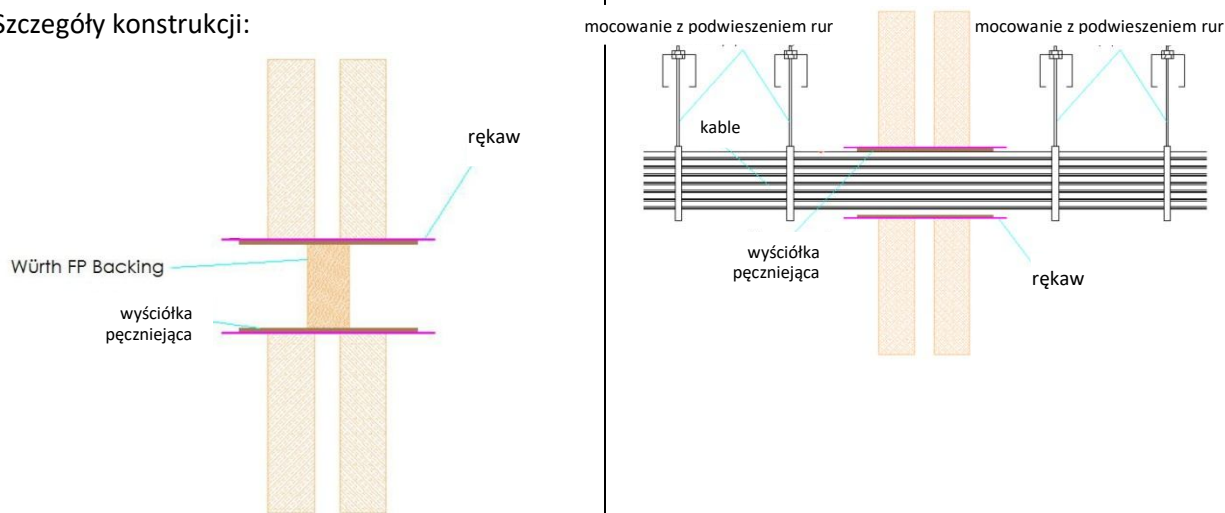 Szczegóły konstrukcji:
rękaw
Würth FP Backing
wyściółka
pęczniejąca
mocowanie z podwieszeniem rur
mocowanie z podwieszeniem rur
kable
wyściółka
pęczniejąca
rękaw